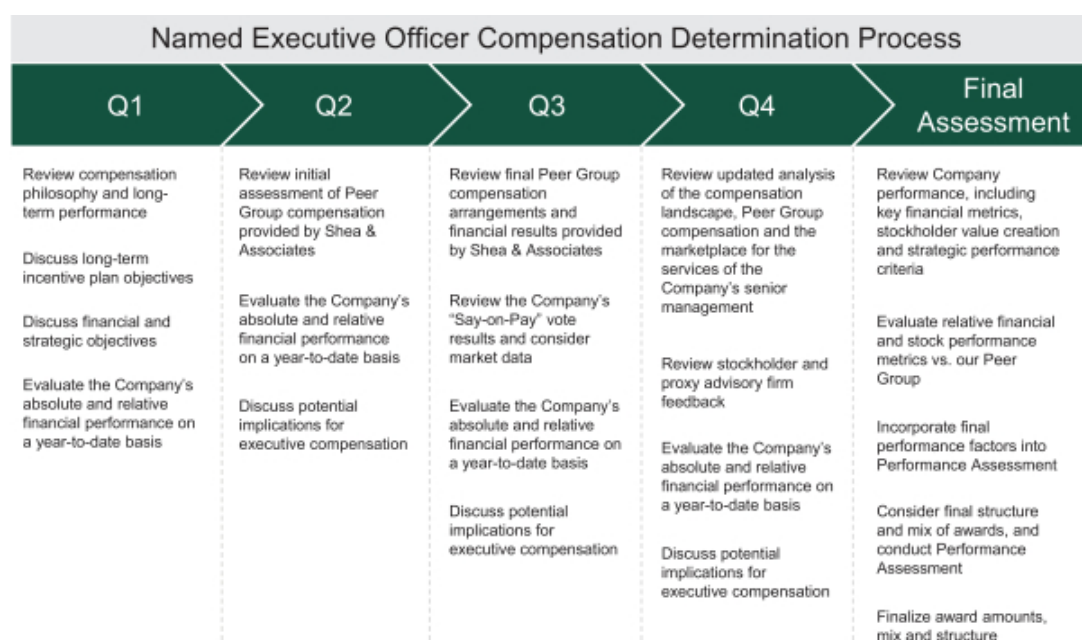 Named Executive Officer Compensation Determination Process
Q1
Q2
Q3
Q4
Final
Assessment
Review compensation
philosophy and long-
term performance
Discuss long-term
incentive plan objectives
Discuss financial and
strategic objectives
Evaluate the Company's
absolute and relative
financial performance on
a year-to-date basis
Review initial
assessment of Peer
Group compensation
provided by Shea &
Associates
Evaluate the Company's
absolute and relative
financial performance
on a year-to-date basis
Discuss potential
implications for
executive compensation
Review final Peer Group
compensation
arrangements and
financial results provided
by Shea & Associates
Review the Company's
"Say-on-Pay" vote
results and consider
market data
Evaluate the Company's
absolute and relative
financial performance on
a year-to-date basis
Discuss potential
implications for
executive compensation
Review updated analysis
of the compensation
landscape, Peer Group
compensation and the
marketplace for the
services of the
Company's senior
management
Review stockholder and
proxy advisory firm
feedback
Evaluate the Company's
absolute and relative
financial performance on
a year-to-date basis
Discuss potential
implications for
executive compensation
Review Company
performance, including
key financial metrics,
stockholder value creation
and strategic performance
criteria
Evaluate relative financial
and stock performance
metrics vs. our Peer
Group
Incorporate final
performance factors into
Performance Assessment
Consider final structure
and mix of awards, and
conduct Performance
Assessment
Finalize award amounts,
mix and structure